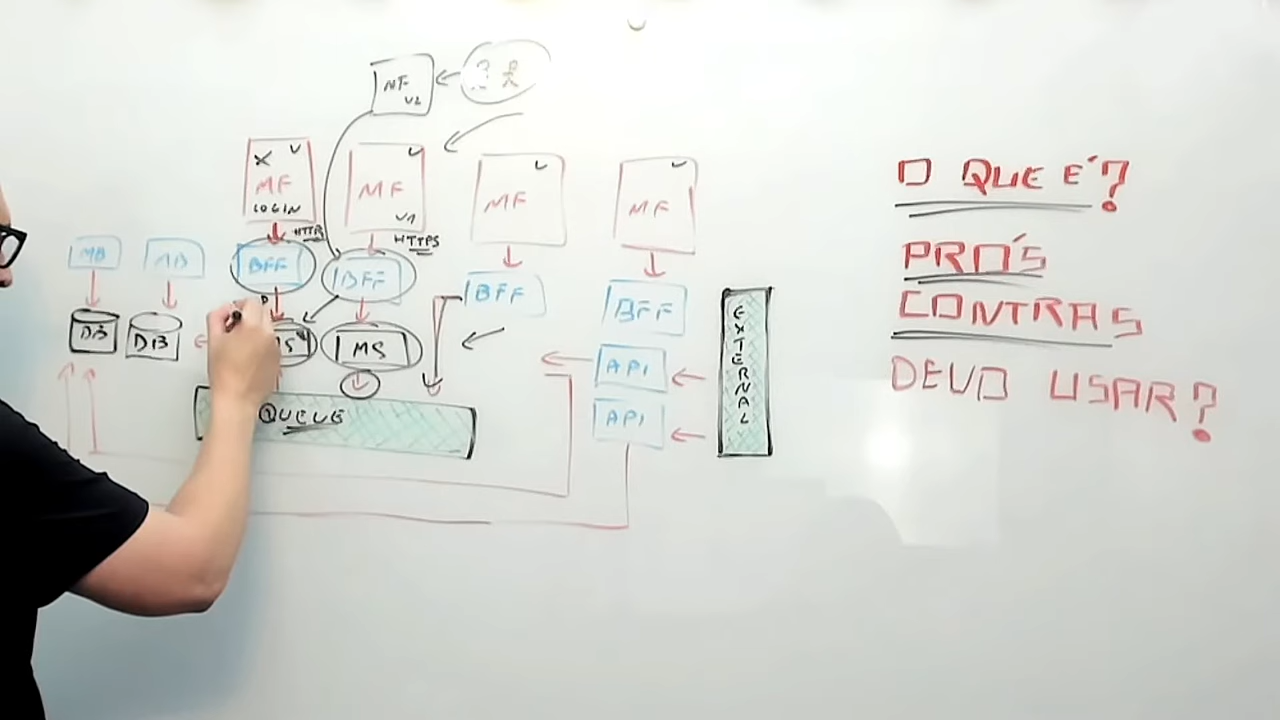 MF
V2
X
MF
LOGIN
MF
V1
MF
MF
HTTPS
HTTPS
MB
MB
BFF
BFF
BFF
BFF
DB
DB
MS
API
API
QUEUE
EXTERNAL
O QUE É?
PRÓS
CONTRAS
DEVO USAR?